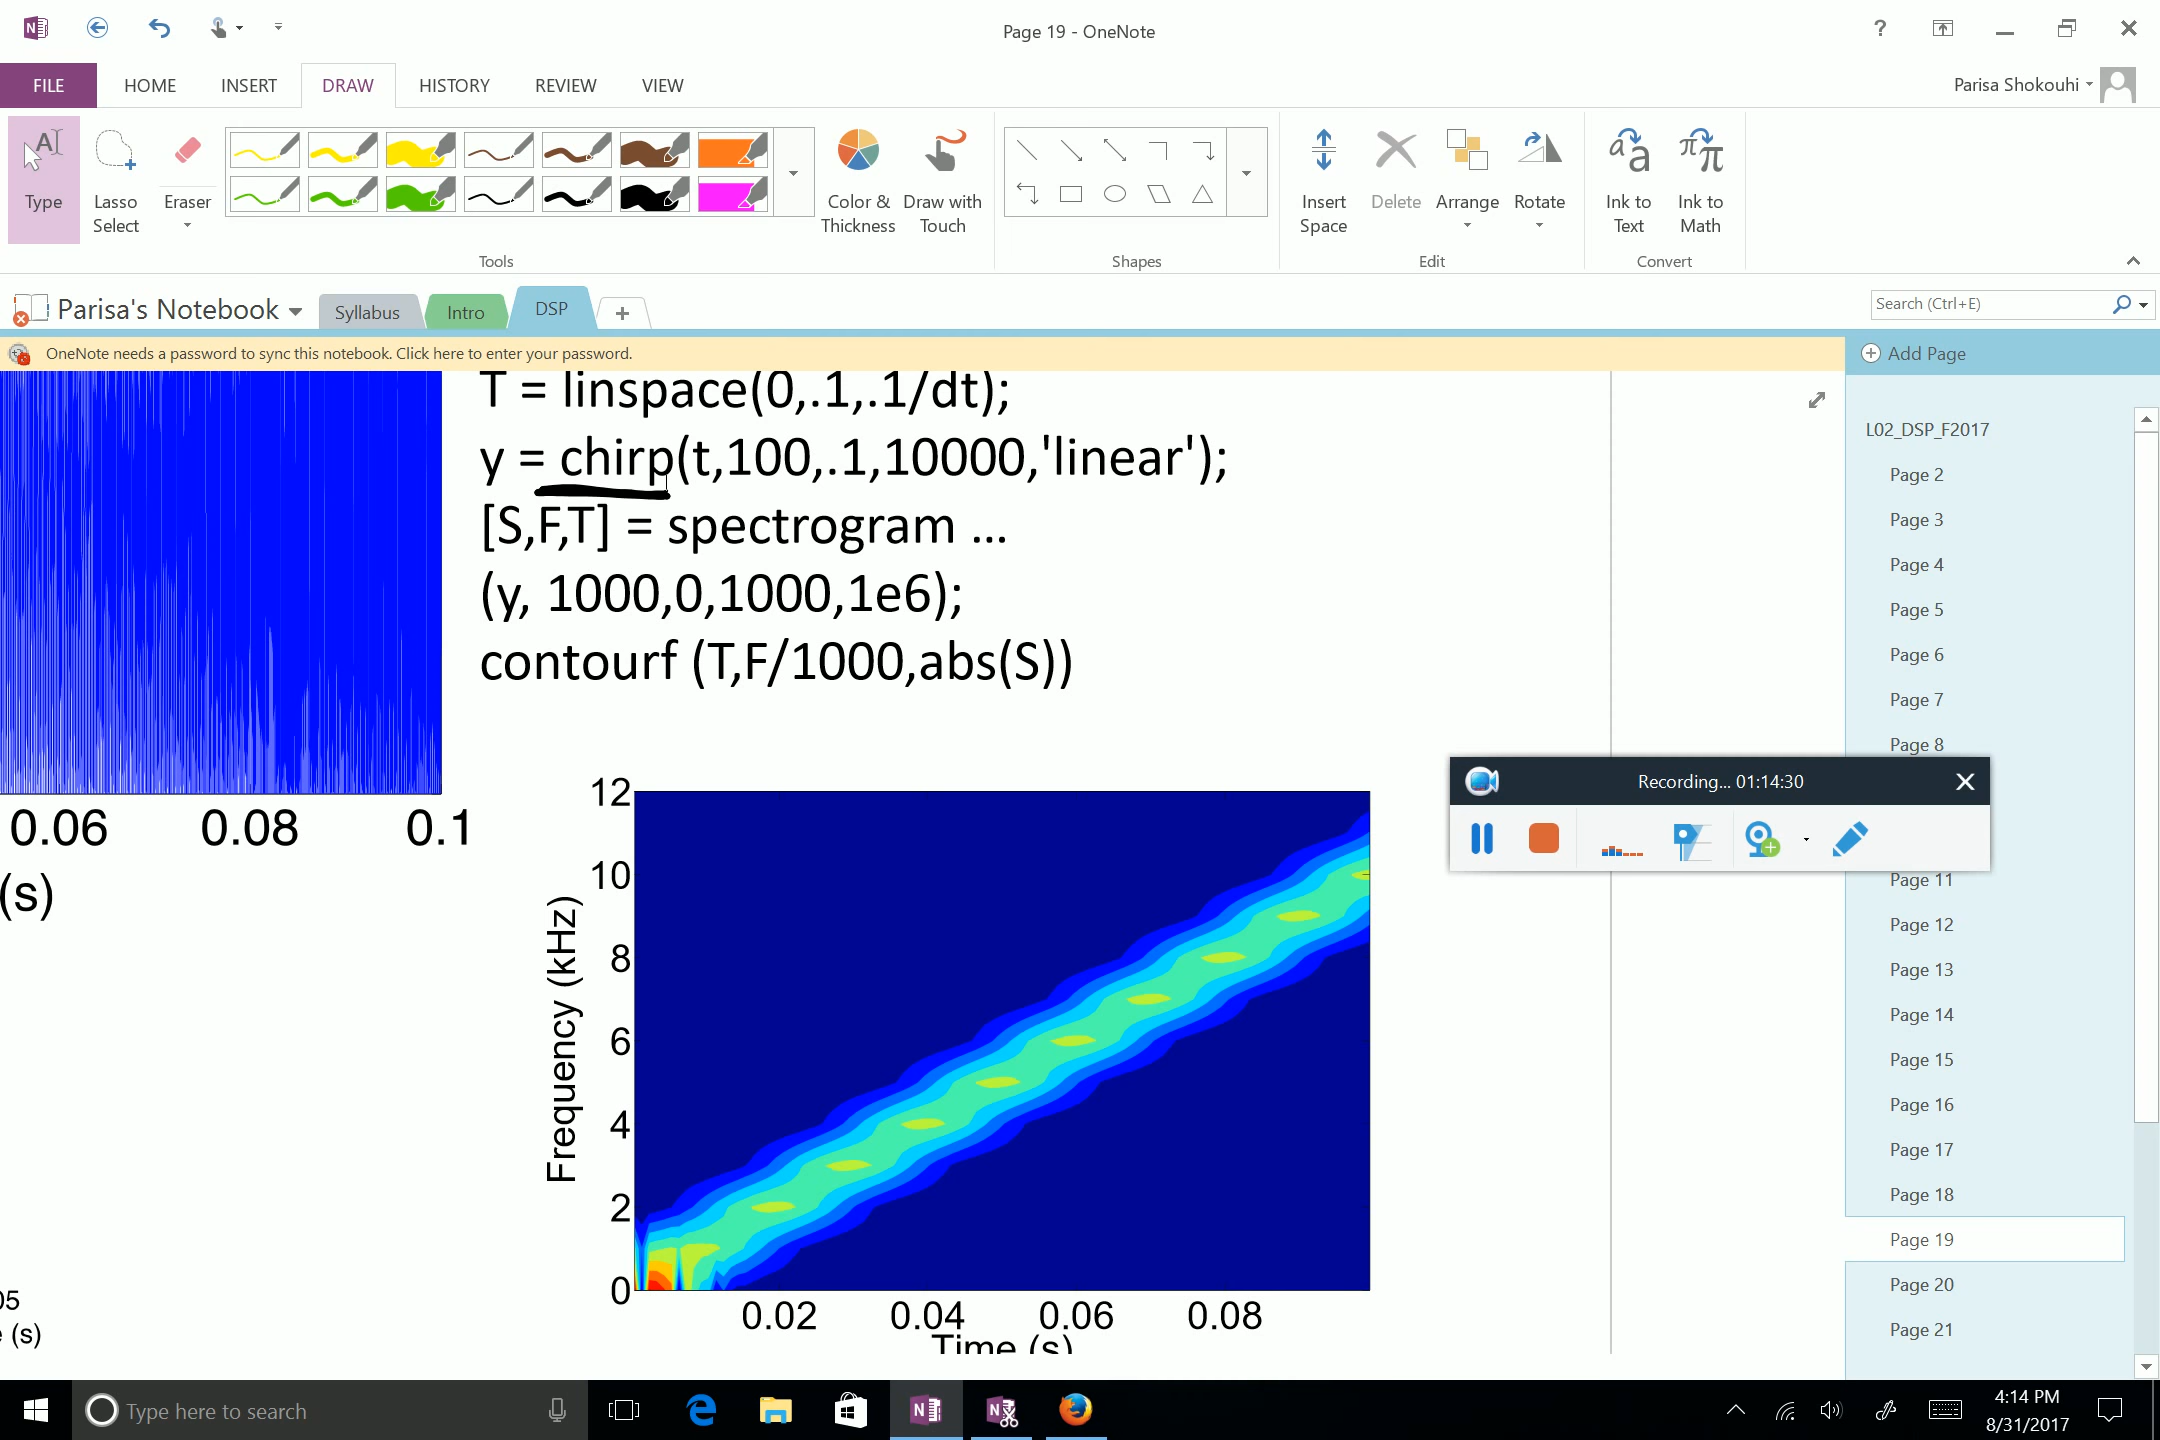 Page 19 - OneNote
?
FILE
HOME
INSERT
DRAW
HISTORY
REVIEW
VIEW
Parisa Shokouhi
Type
Lasso
Select
Eraser
Color &
Thickness
Draw with
Touch
Insert
Space
Delete
Arrange
Rotate
Ink to
Text
Ink to
Math
Tools
Shapes
Edit
Convert
Parisa's Notebook
Syllabus
Intro
DSP
Search (Ctrl+E)
OneNote needs a password to sync this notebook. Click here to enter your password.
Add Page
T = linspace(0,.1,.1/dt);
y = chirp(t,100,.1,10000,'linear');
[S,F,T] = spectrogram ...
(y, 1000,0,1000,1e6);
contourf (T,F/1000,abs(S))
0.06 0.08 0.1
(s)
05
e (s)
12
10
8
6
4
2
0
Frequency (kHz)
0.02 0.04 0.06 0.08
Time (s)
Recording... 01:14:30
L02_DSP_F2017
Page 2
Page 3
Page 4
Page 5
Page 6
Page 7
Page 8
Page 11
Page 12
Page 13
Page 14
Page 15
Page 16
Page 17
Page 18
Page 19
Page 20
Page 21
Type here to search
4:14 PM
8/31/2017